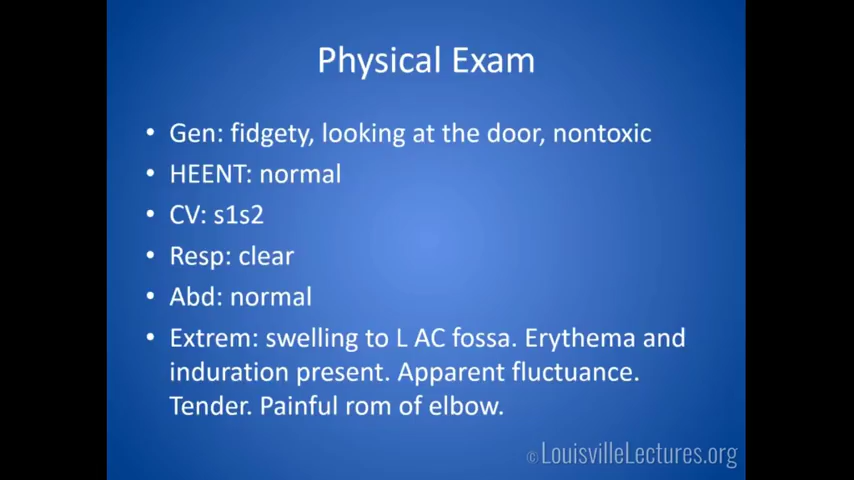 Physical Exam
• Gen: fidgety, looking at the door, nontoxic
• HEENT: normal
• CV: s1s2
• Resp: clear
• Abd: normal
• Extrem: swelling to L AC fossa. Erythema and
induration present. Apparent fluctuance.
Tender. Painful rom of elbow.
© LouisvilleLectures.org